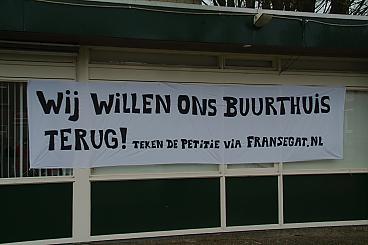 Wij willen ons buurthuis
terug! Teken de petitie via Fransegat.nl